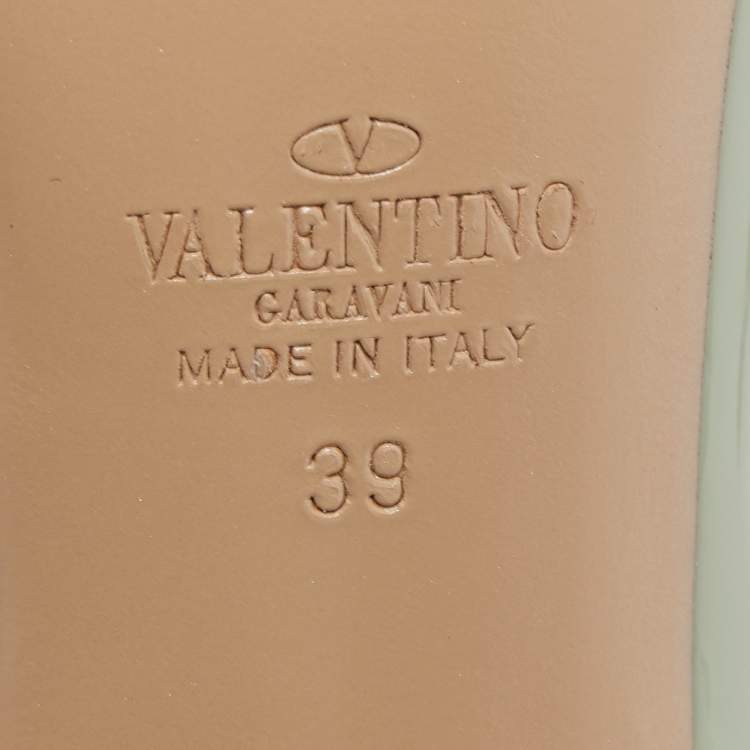 V
VALENTINO
GARAVANI
MADE IN ITALY
39